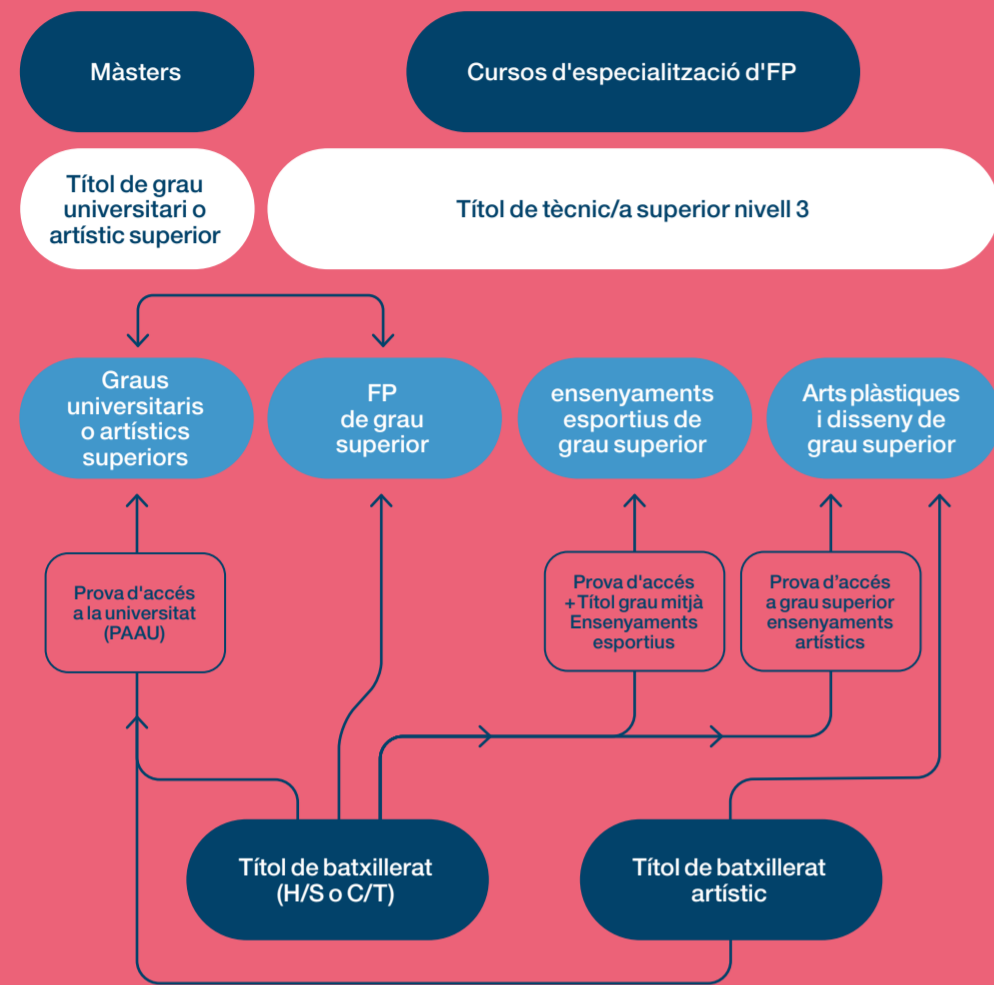 Màsters
Cursos d'especialització d'FP
Títol de grau
universitari o
artístic superior
Títol de tècnic/a superior nivell 3
Graus
universitaris
o artístics
superiors
FP
de grau
superior
ensenyaments
esportius de
grau superior
Arts plàstiques
i disseny de
grau superior
Prova d'accés
a la universitat
(PAAU)
Prova d'accés
+Títol grau mitjà
Ensenyaments
esportius
Prova d’accés
a grau superior
ensenyaments
artístics
Títol de batxillerat
(H/S o C/T)
Títol de batxillerat
artístic